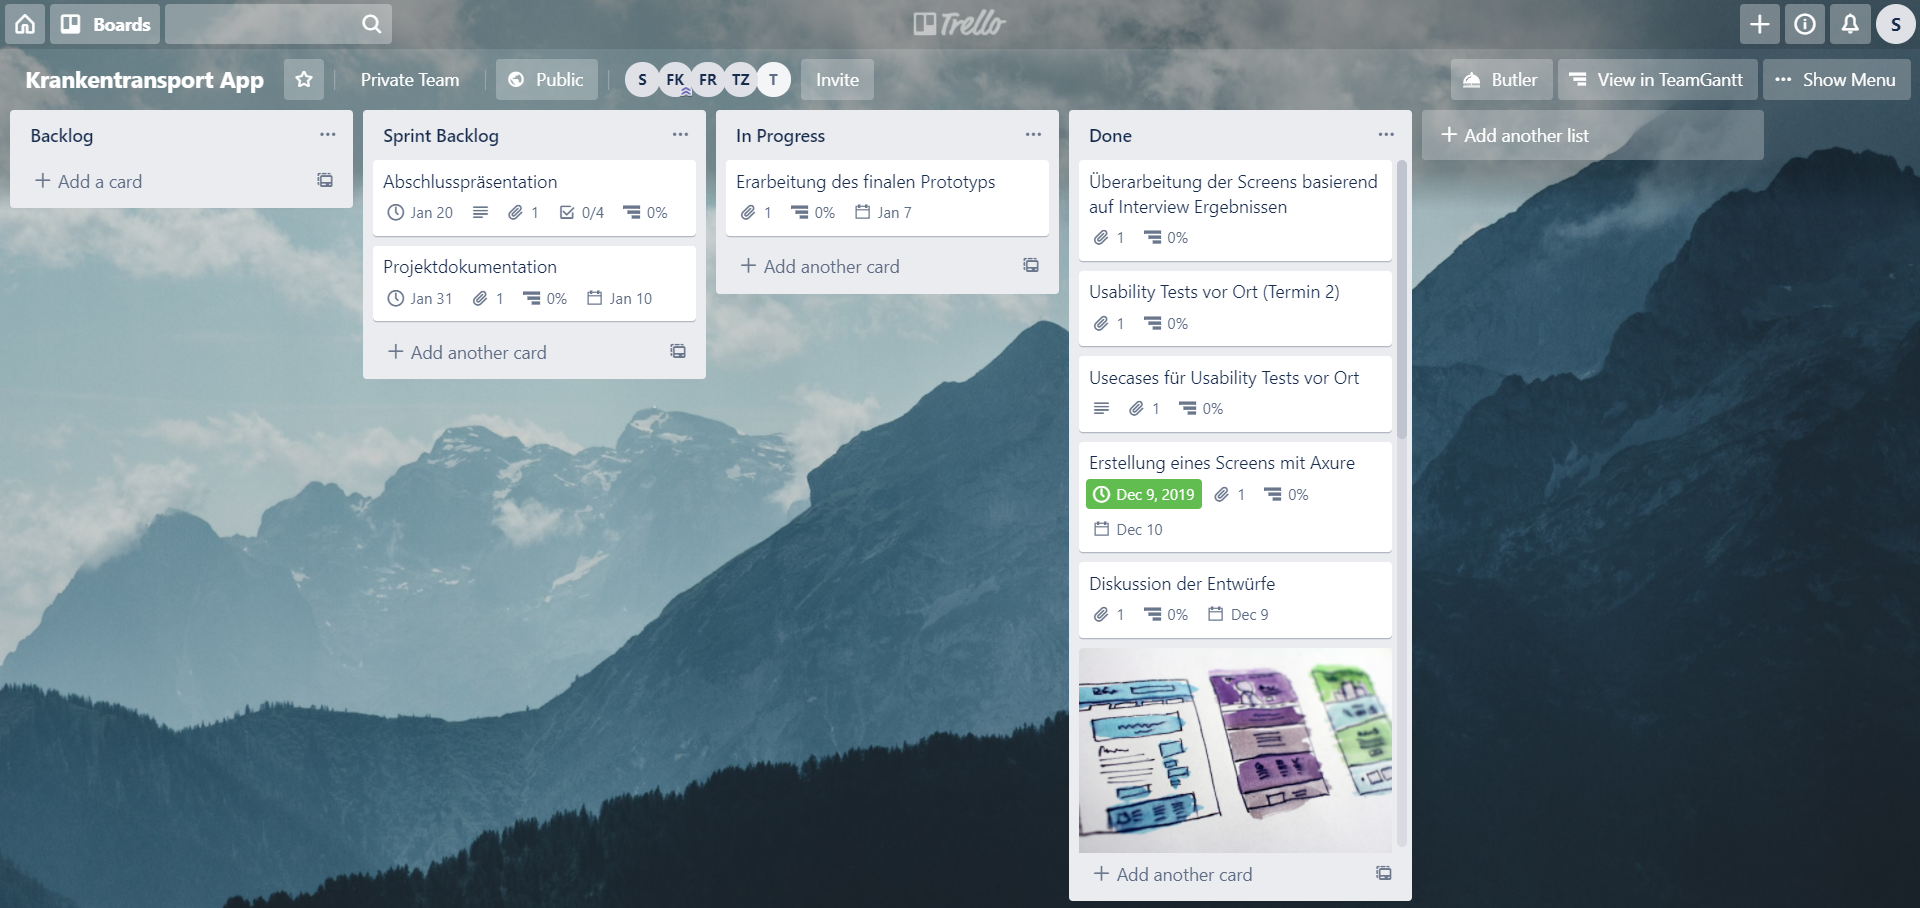 Boards
Trello
S
Krankentransport App
Private Team
Public
S FK FR TZ T
Invite
Butler
View in TeamGantt
Show Menu
Backlog
Add a card
Sprint Backlog
Abschlusspräsentation
Jan 20 1 0/4 0%
Projektdokumentation
Jan 31 1 0% Jan 10
Add another card
In Progress
Erarbeitung des finalen Prototyps
1 0% Jan 7
Add another card
Done
Überarbeitung der Screens basierend
auf Interview Ergebnissen
1 0%
Usability Tests vor Ort (Termin 2)
1 0%
Usecases für Usability Tests vor Ort
1 0%
Erstellung eines Screens mit Axure
Dec 9, 2019 1 0%
Dec 10
Diskussion der Entwürfe
1 0% Dec 9
Add another card
Add another list